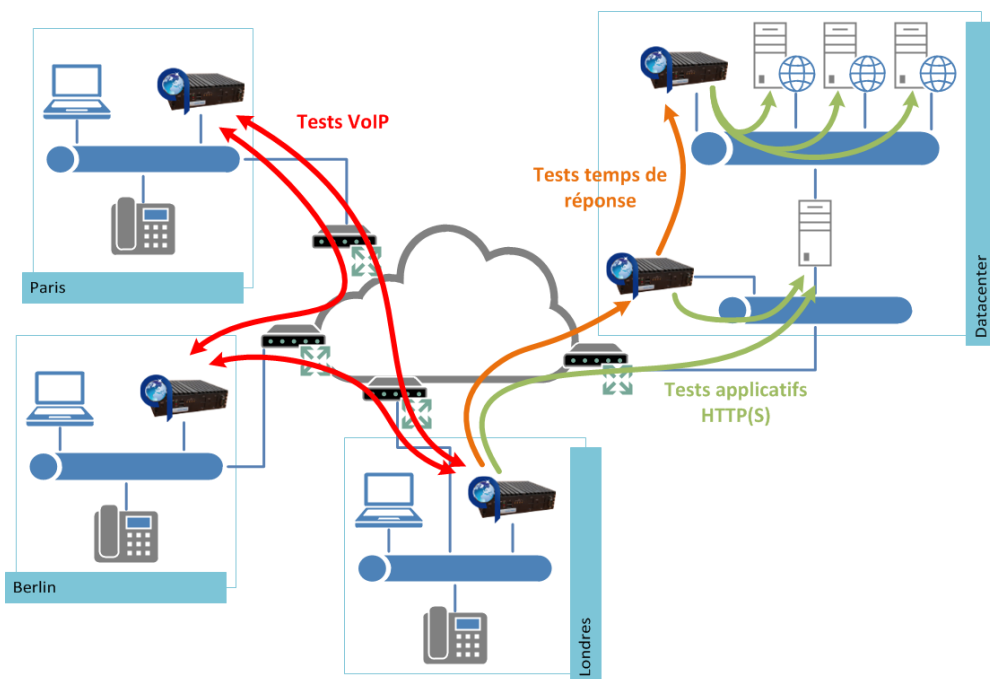 Tests VoIP
Paris
Tests temps de
réponse
Datacenter
Berlin
Tests applicatifs
HTTP(S)
Londres